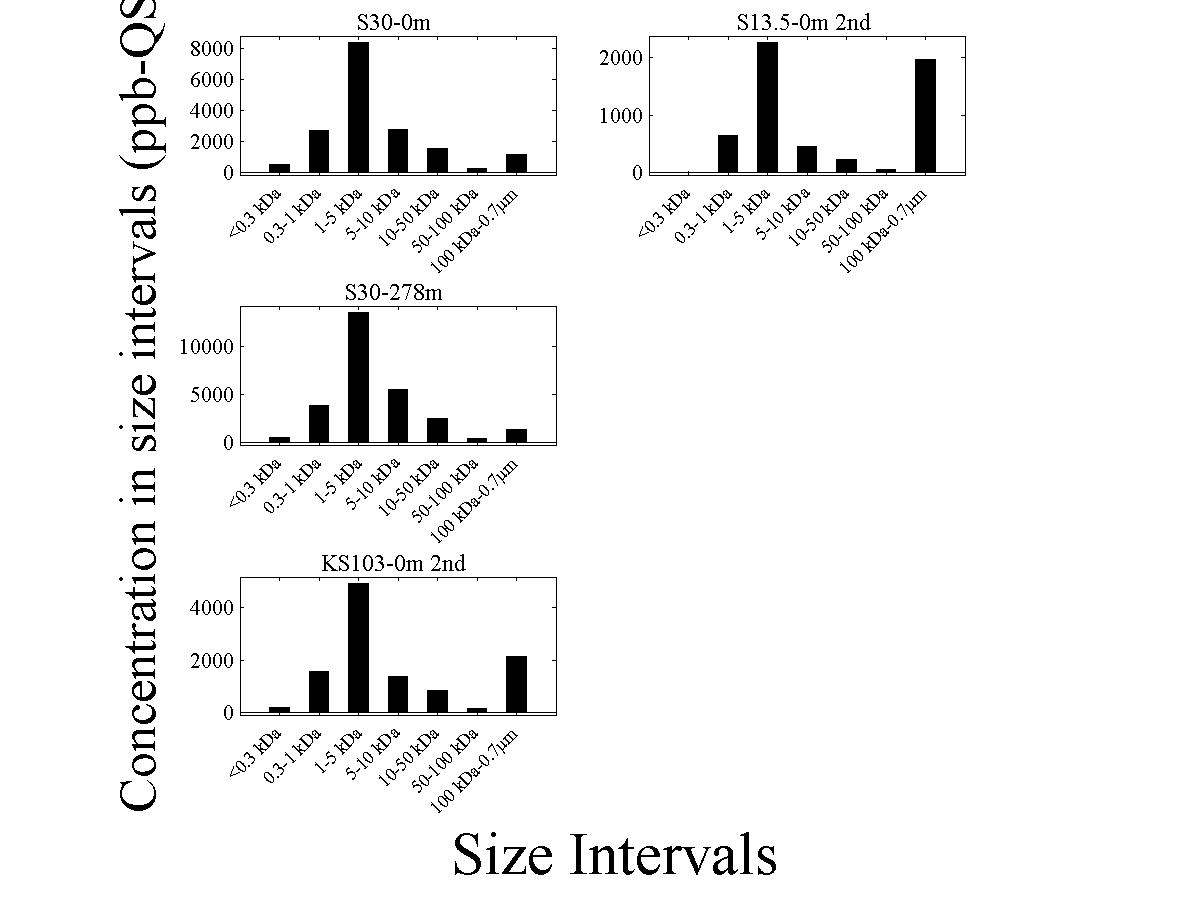 Concentration in size intervals (ppb-QS
S30-0m
8000
6000
4000
2000
0
<0.3 kDa
0.3-1 kDa
1-5 kDa
5-10 kDa
10-50 kDa
50-100 kDa
100 kDa-0.7μm
S13.5-0m 2nd
2000
1000
0
<0.3 kDa
0.3-1 kDa
1-5 kDa
5-10 kDa
10-50 kDa
50-100 kDa
100 kDa-0.7μm
S30-278m
10000
5000
0
<0.3 kDa
0.3-1 kDa
1-5 kDa
5-10 kDa
10-50 kDa
50-100 kDa
100 kDa-0.7μm
KS103-0m 2nd
4000
2000
0
<0.3 kDa
0.3-1 kDa
1-5 kDa
5-10 kDa
10-50 kDa
50-100 kDa
100 kDa-0.7μm
Size Intervals